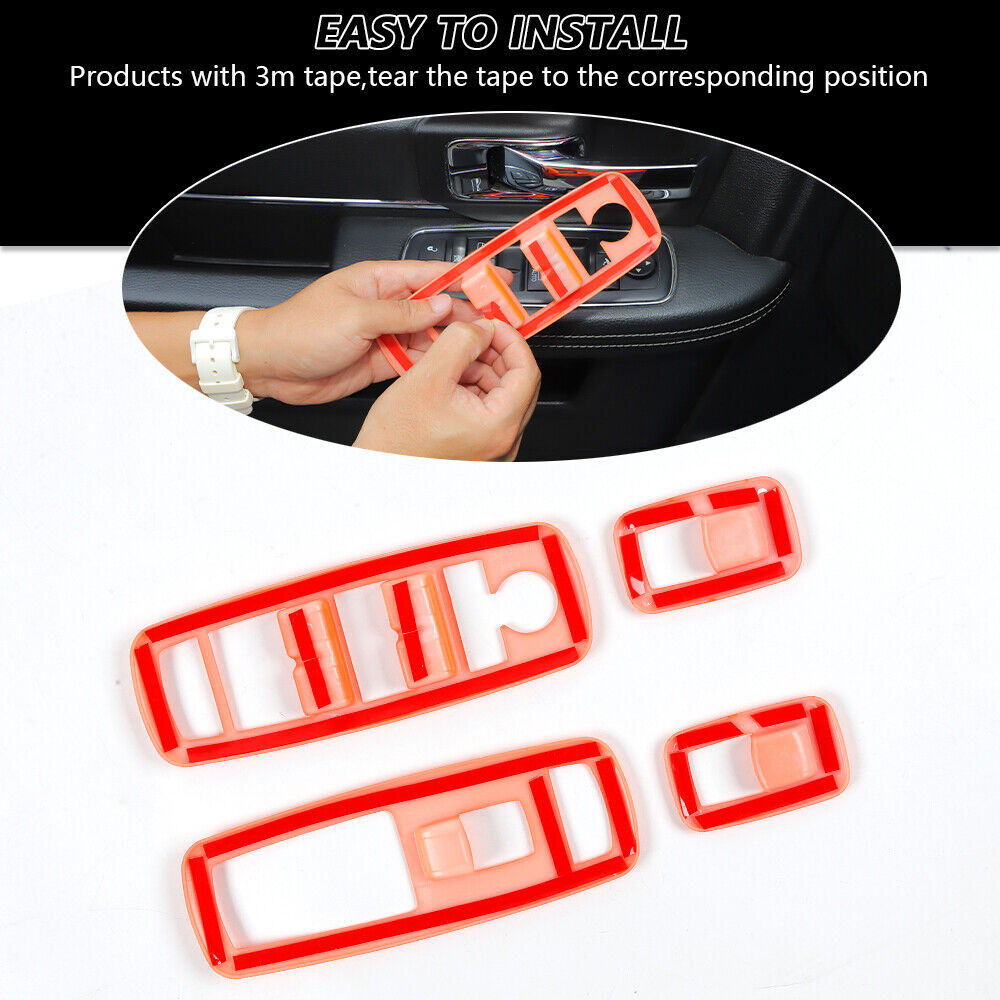 EASY TO INSTALL
Products with 3m tape,tear the tape to the corresponding position